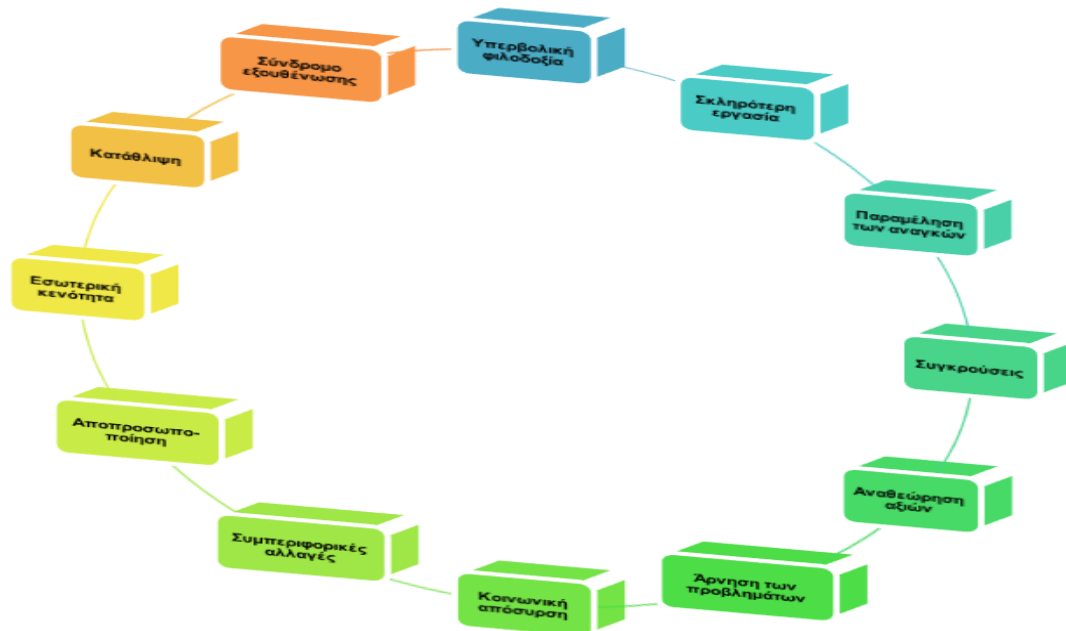 Υπερβολική
φιλοδοξία
Σκληρότερη
εργασία
Παραμέληση
των αναγκών
Συγκρούσεις
Αναθεώρηση
αξιών
Άρνηση των
προβλημάτων
Κοινωνική
απόσυρση
Συμπεριφορικές
αλλαγές
Αποπροσωπο-
ποίηση
Εσωτερική
κενότητα
Κατάθλιψη
Σύνδρομο
εξουθένωσης